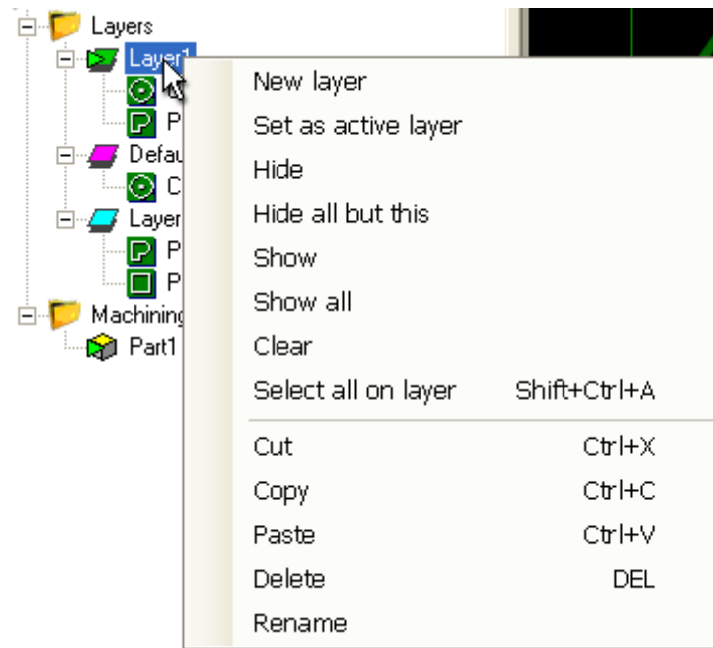 Layers
Layer1
New layer
Set as active layer
P
Hide
Hide all but this
C
Layer
Show
P
Show all
P
Machining
Clear
Part1
Select all on layer Shift+Ctrl+A
Cut Ctrl+X
Copy Ctrl+C
Paste Ctrl+V
Delete DEL
Rename